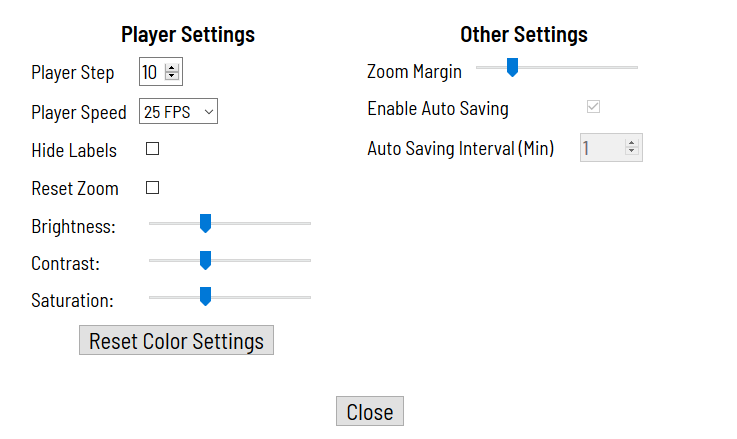 Player Settings
Player Step 10
Player Speed 25 FPS
Hide Labels
Reset Zoom
Brightness:
Contrast:
Saturation:
Reset Color Settings
Other Settings
Zoom Margin
Enable Auto Saving
Auto Saving Interval (Min) 1
Close